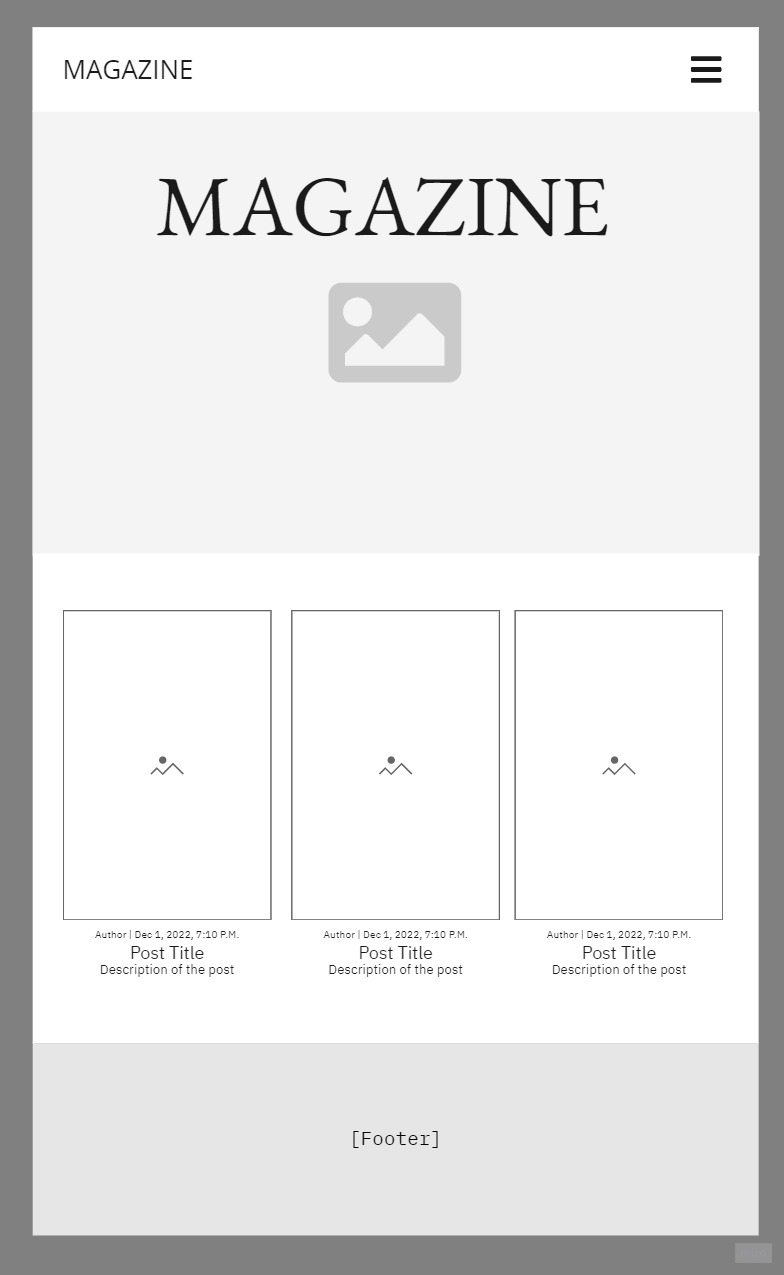 MAGAZINE
MAGAZINE
Author | Dec 1, 2022, 7:10 P.M.
Post Title
Description of the post
Author | Dec 1, 2022, 7:10 P.M.
Post Title
Description of the post
Author | Dec 1, 2022, 7:10 P.M.
Post Title
Description of the post
[Footer]